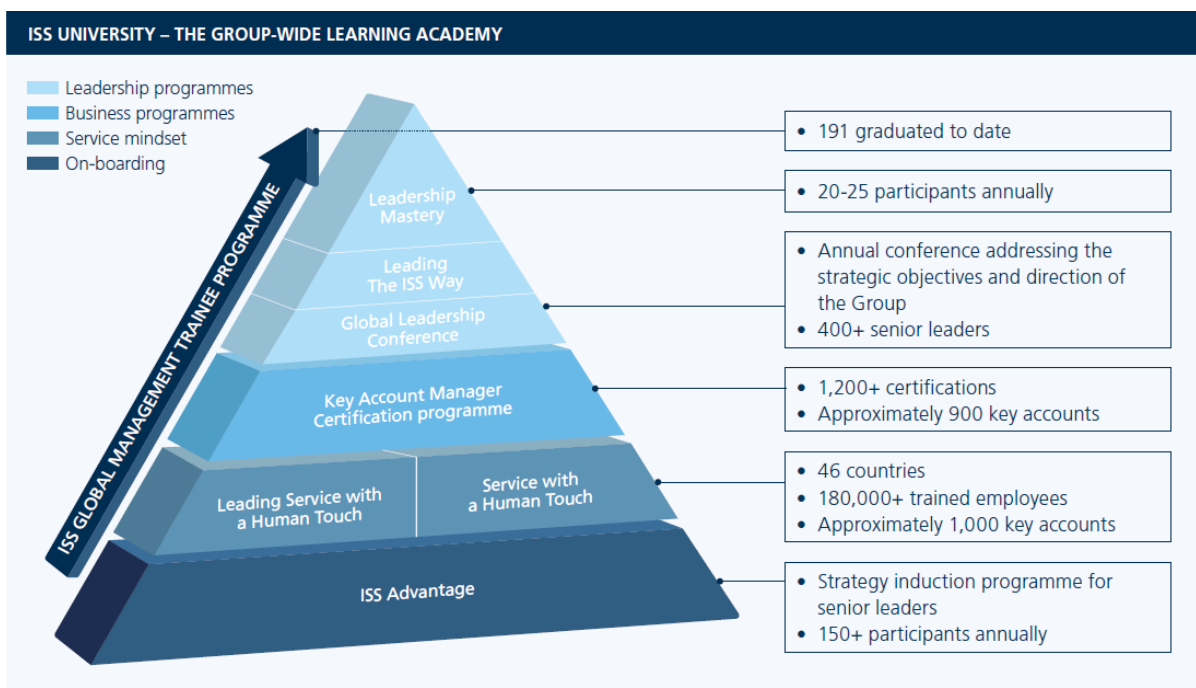 ISS UNIVERSITY – THE GROUP-WIDE LEARNING ACADEMY
Leadership programmes
Business programmes
Service mindset
On-boarding
ISS GLOBAL MANAGEMENT TRAINEE PROGRAMME
Leadership
Mastery
Leading
The ISS Way
Global Leadership
Conference
Key Account Manager
Certification programme
Leading Service with
a Human Touch
Service with
a Human Touch
ISS Advantage
• 191 graduated to date
• 20-25 participants annually
• Annual conference addressing the
strategic objectives and direction of
the Group
• 400+ senior leaders
• 1,200+ certifications
• Approximately 900 key accounts
• 46 countries
• 180,000+ trained employees
• Approximately 1,000 key accounts
• Strategy induction programme for
senior leaders
• 150+ participants annually